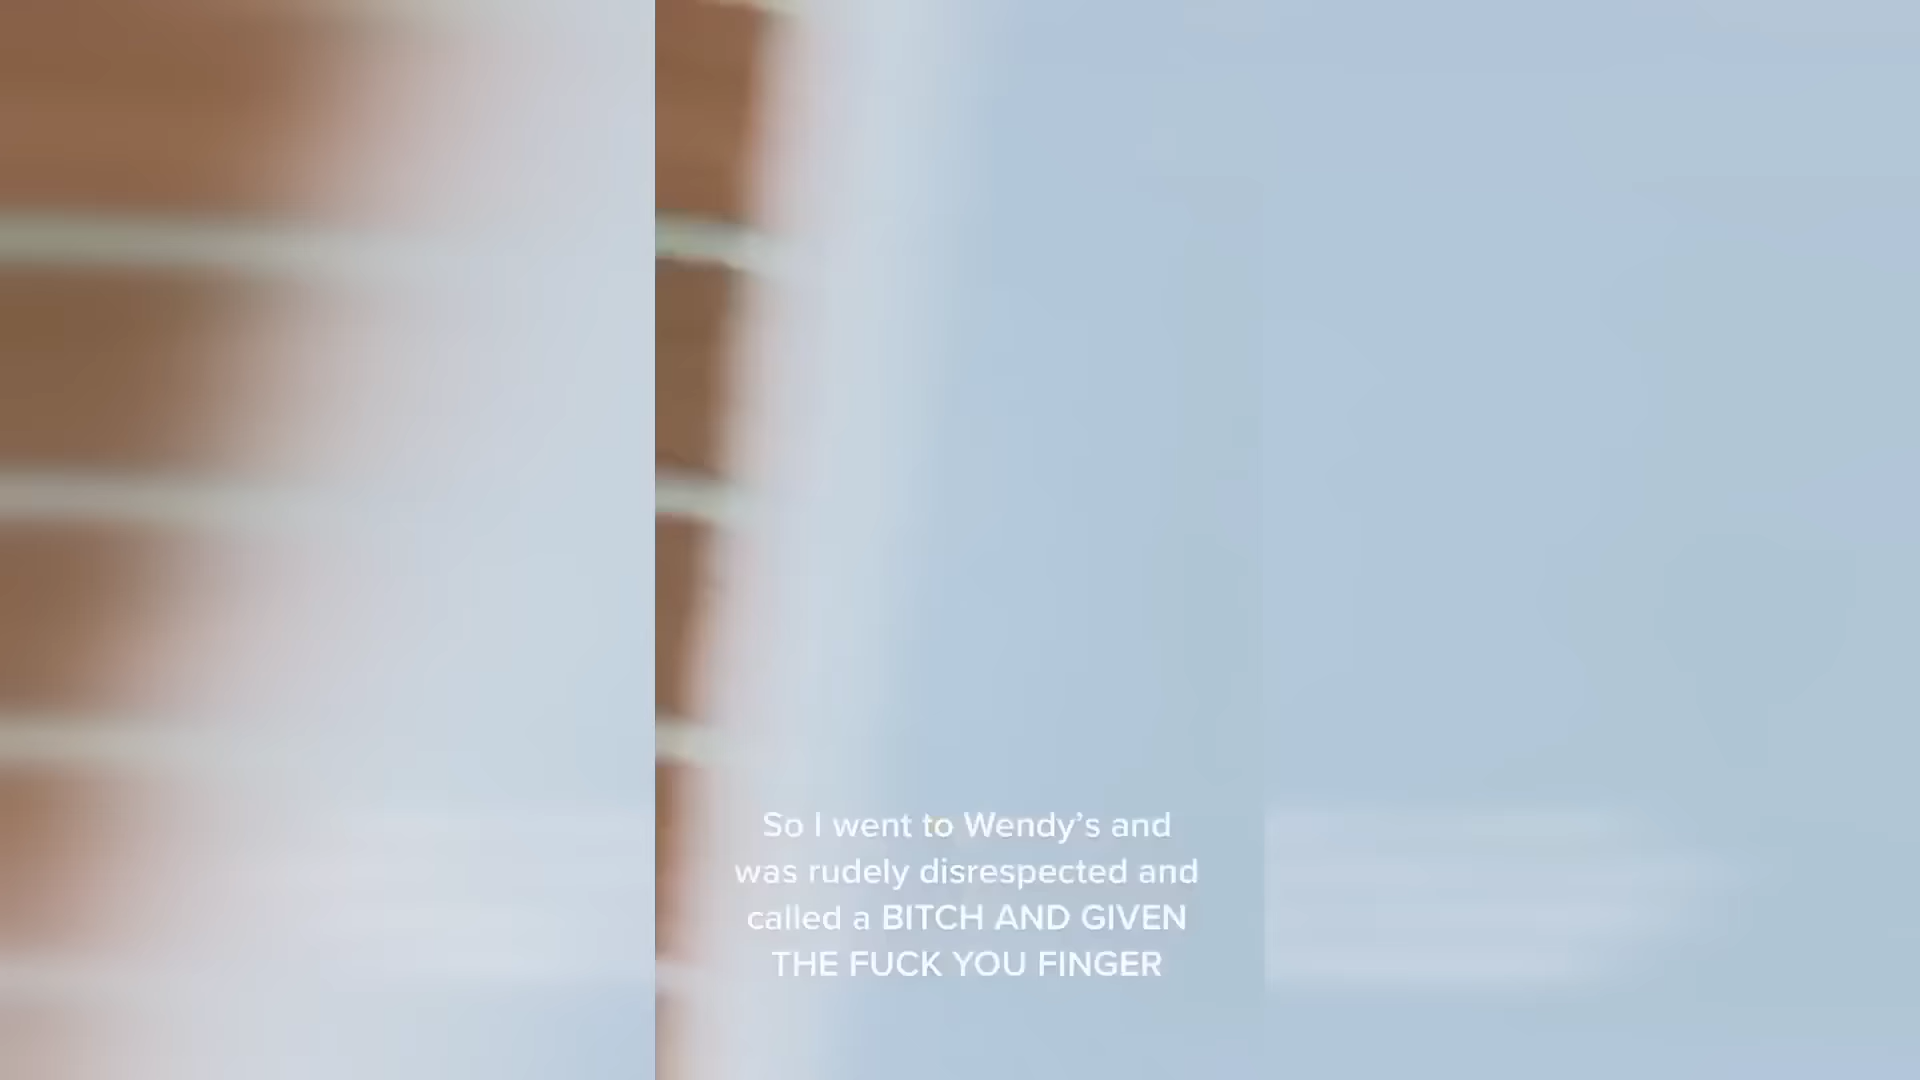 So I went to Wendy’s and
was rudely disrespected and
called a BITCH AND GIVEN
THE FUCK YOU FINGER